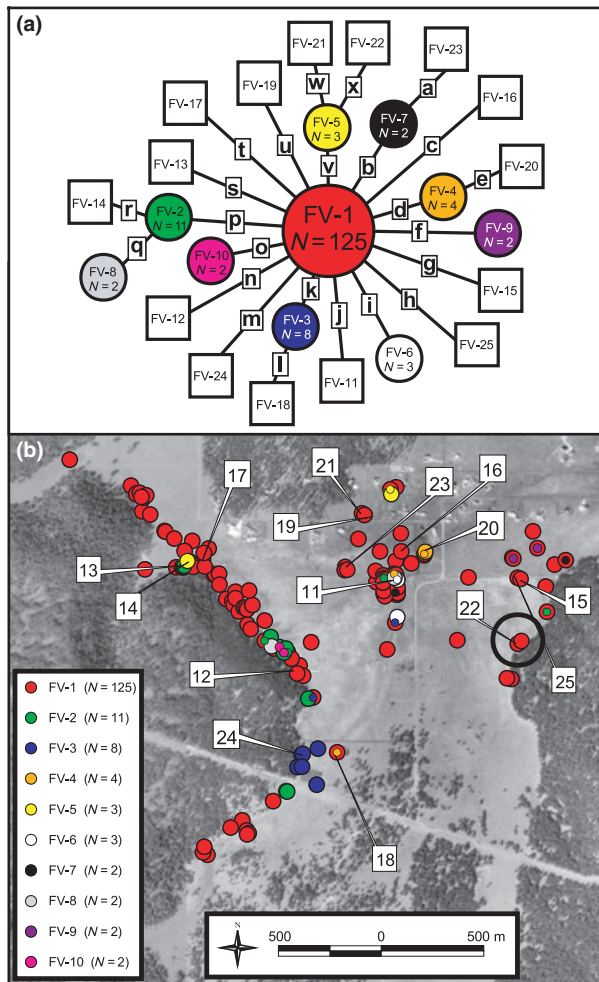 (a)
FV-21
FV-22
FV-23
FV-19
w
x
a
FV-17
FV-5
N = 3
FV-7
N = 2
FV-16
u
t
v
b
c
FV-13
FV-20
s
FV-4
N = 4
e
FV-14
r
FV-2
N = 11
p
FV-1
N = 125
d
f
FV-9
N = 2
q
FV-10
N = 2
o
g
FV-8
N = 2
n
k
i
h
FV-15
m
FV-3
N = 8
j
FV-12
l
FV-6
N = 3
FV-25
FV-24
FV-18
FV-11
(b)
17
21
23
16
19
20
13
14
11
15
22
12
25
24
18
FV-1 (N = 125)
FV-2 (N = 11)
FV-3 (N = 8)
FV-4 (N = 4)
FV-5 (N = 3)
FV-6 (N = 3)
FV-7 (N = 2)
FV-8 (N = 2)
FV-9 (N = 2)
FV-10 (N = 2)
N
500 0 500 m